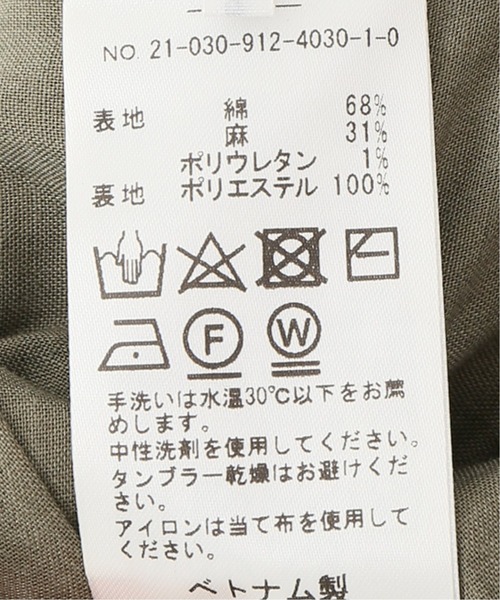 NO. 21-030-912-4030-1-0
表地 綿 68%
麻 31%
ポリウレタン 1%
裏地 ポリエステル 100%
F W
手洗いは水温30℃以下をお薦
めします。
中性洗剤を使用してください。
タンブラー乾燥はお避けくだ
さい。
アイロンは当て布を使用して
ください。
ベトナム製